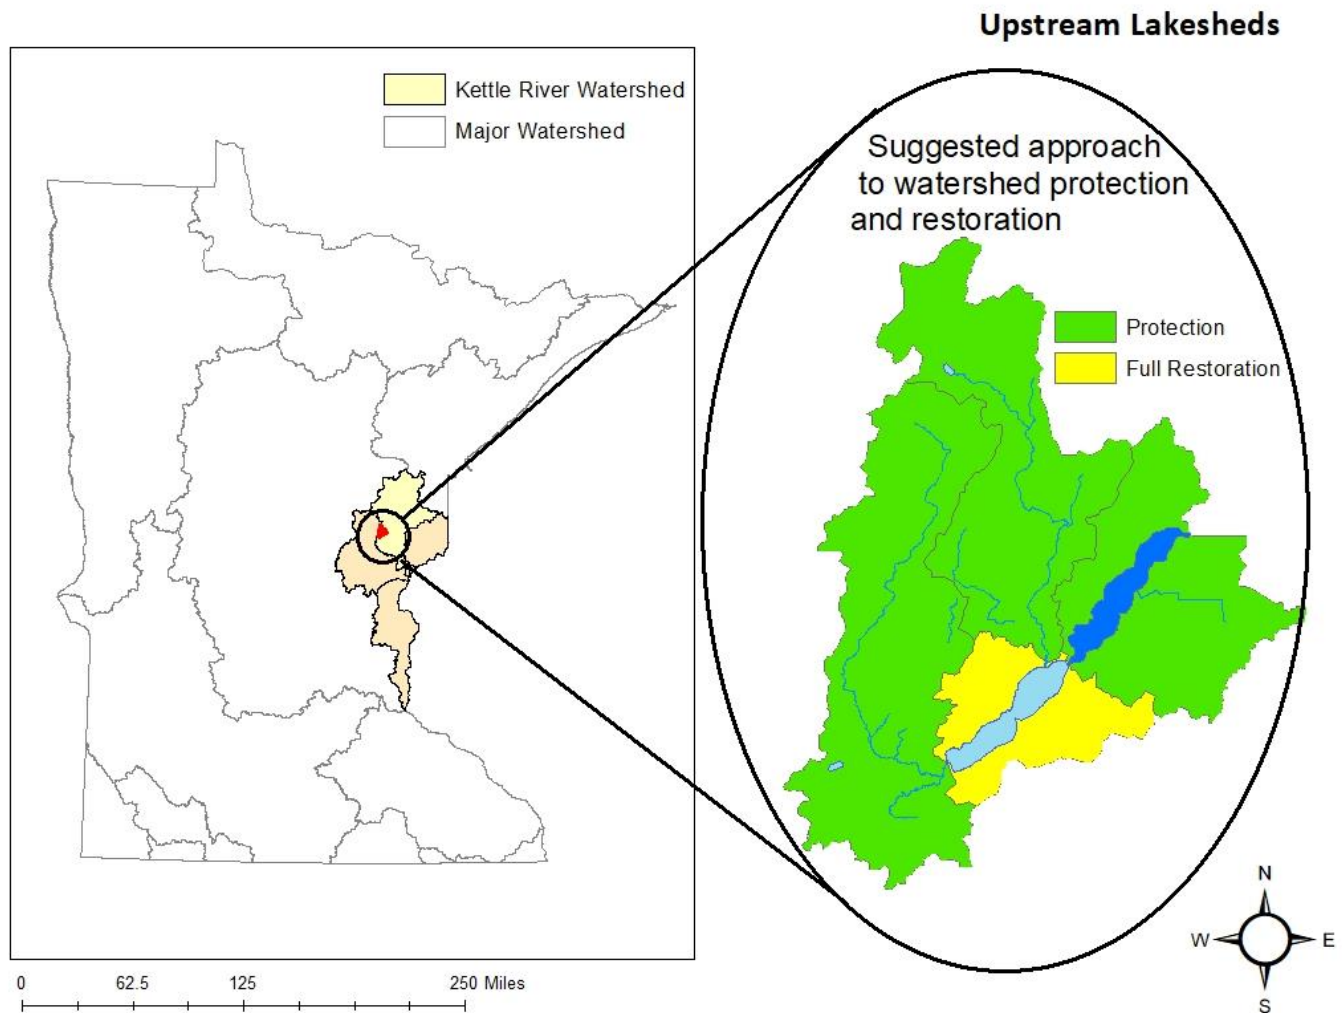 Upstream Lakesheds
Kettle River Watershed
Major Watershed
Suggested approach
to watershed protection
and restoration
Protection
Full Restoration
N
W
E
S
0
62.5
125
250 Miles